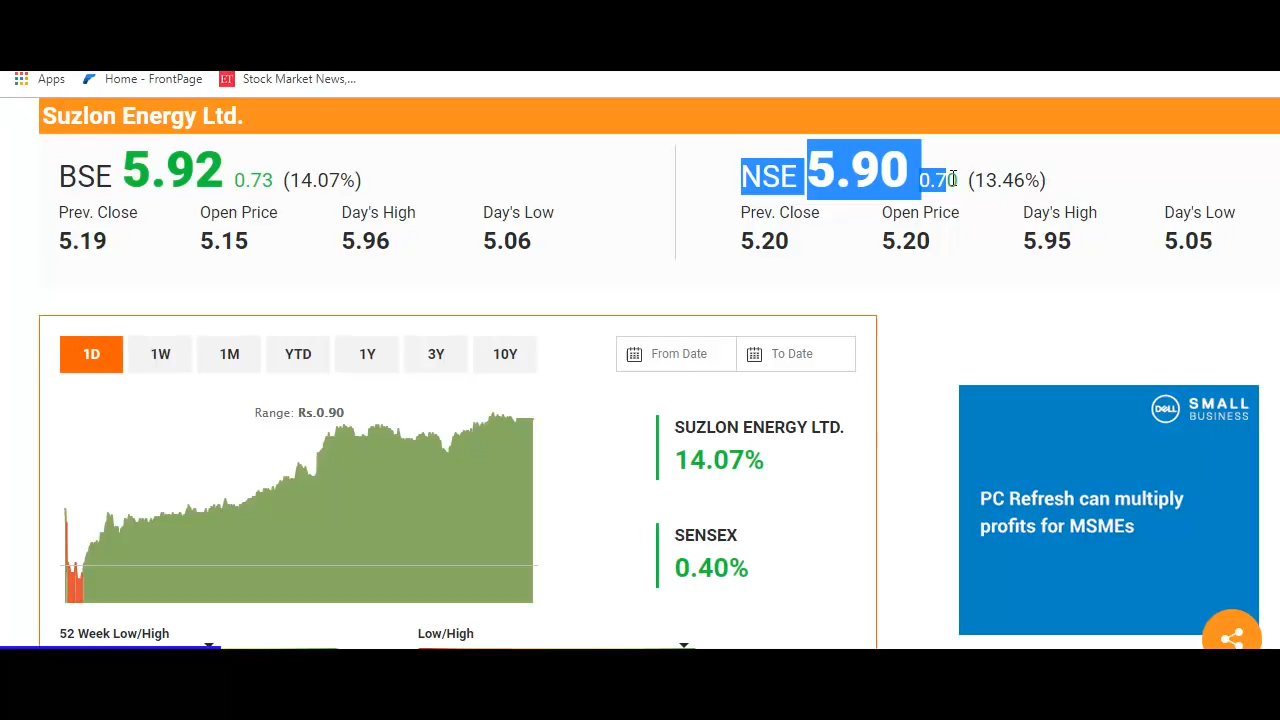 Apps Home - FrontPage ET Stock Market News,...
Suzlon Energy Ltd.
BSE 5.92 0.73 (14.07%)
Prev. Close Open Price Day's High Day's Low
5.19 5.15 5.96 5.06
NSE 5.90 0.70 (13.46%)
Prev. Close Open Price Day's High Day's Low
5.20 5.20 5.95 5.05
1D 1W 1M YTD 1Y 3Y 10Y
From Date To Date
Range: Rs.0.90
SUZLON ENERGY LTD.
14.07%
SENSEX
0.40%
52 Week Low/High Low/High
DELL SMALL
BUSINESS
PC Refresh can multiply
profits for MSMEs